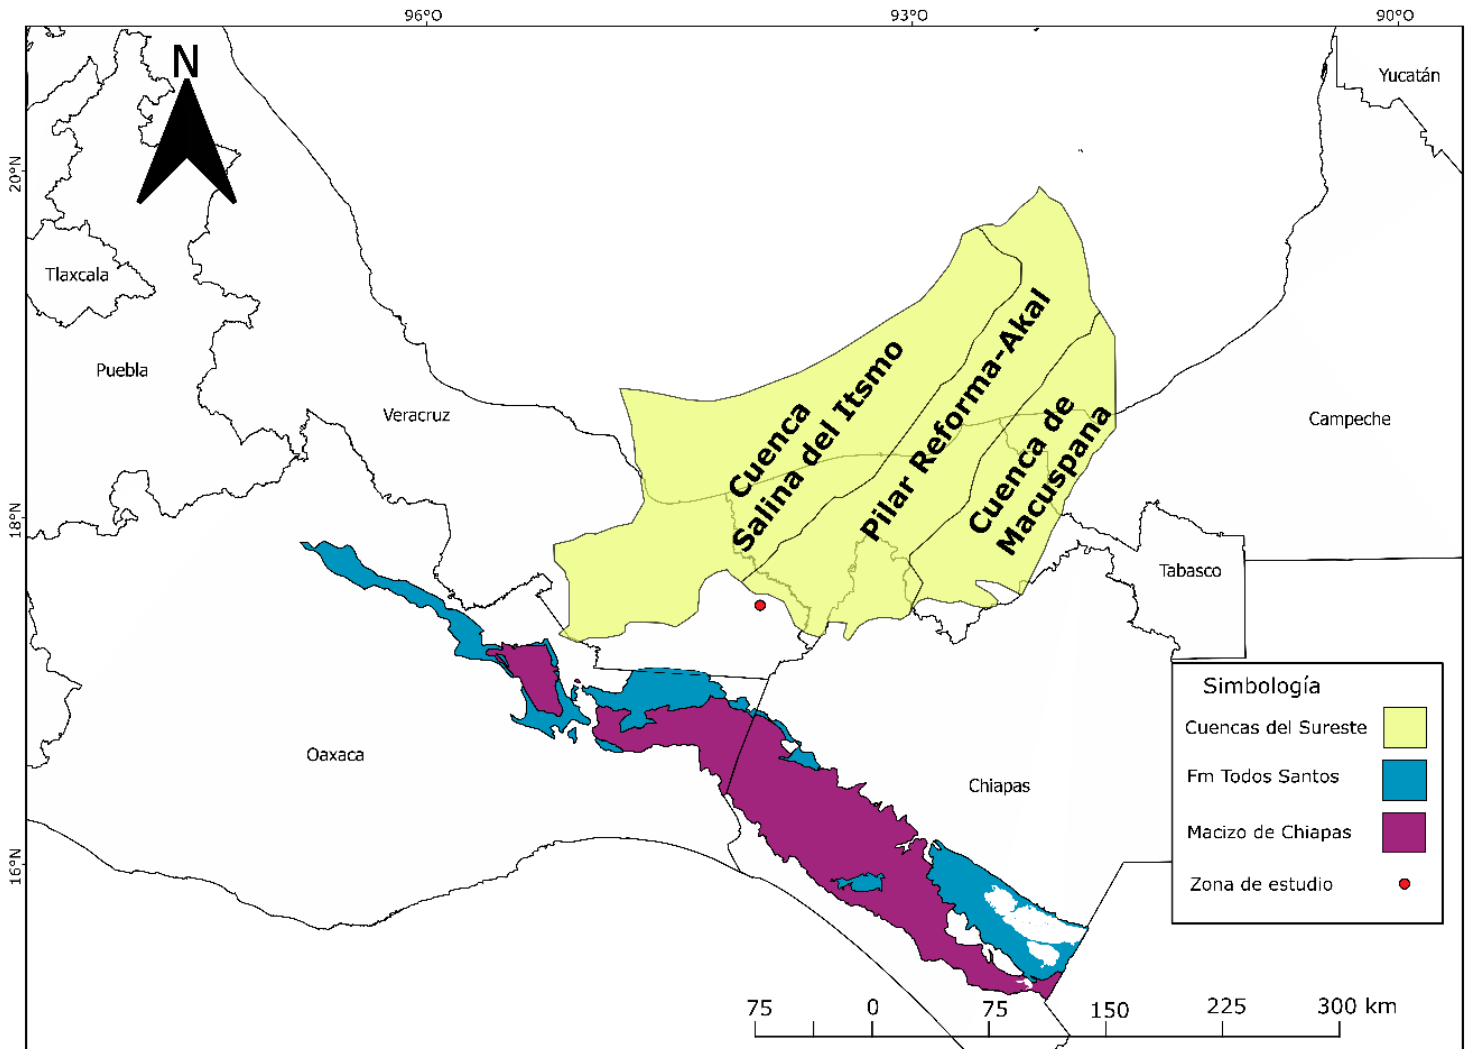 96°O
93°O
90°O
N
20°N
18°N
16°N
Yucatán
Tlaxcala
Puebla
Veracruz
Campeche
Cuenca
Salina del Itsmo
Pilar Reforma-Akal
Cuenca de
Macuspana
Tabasco
Oaxaca
Chiapas
Simbología
Cuencas del Sureste
Fm Todos Santos
Macizo de Chiapas
Zona de estudio
75 0 75 150 225 300 km